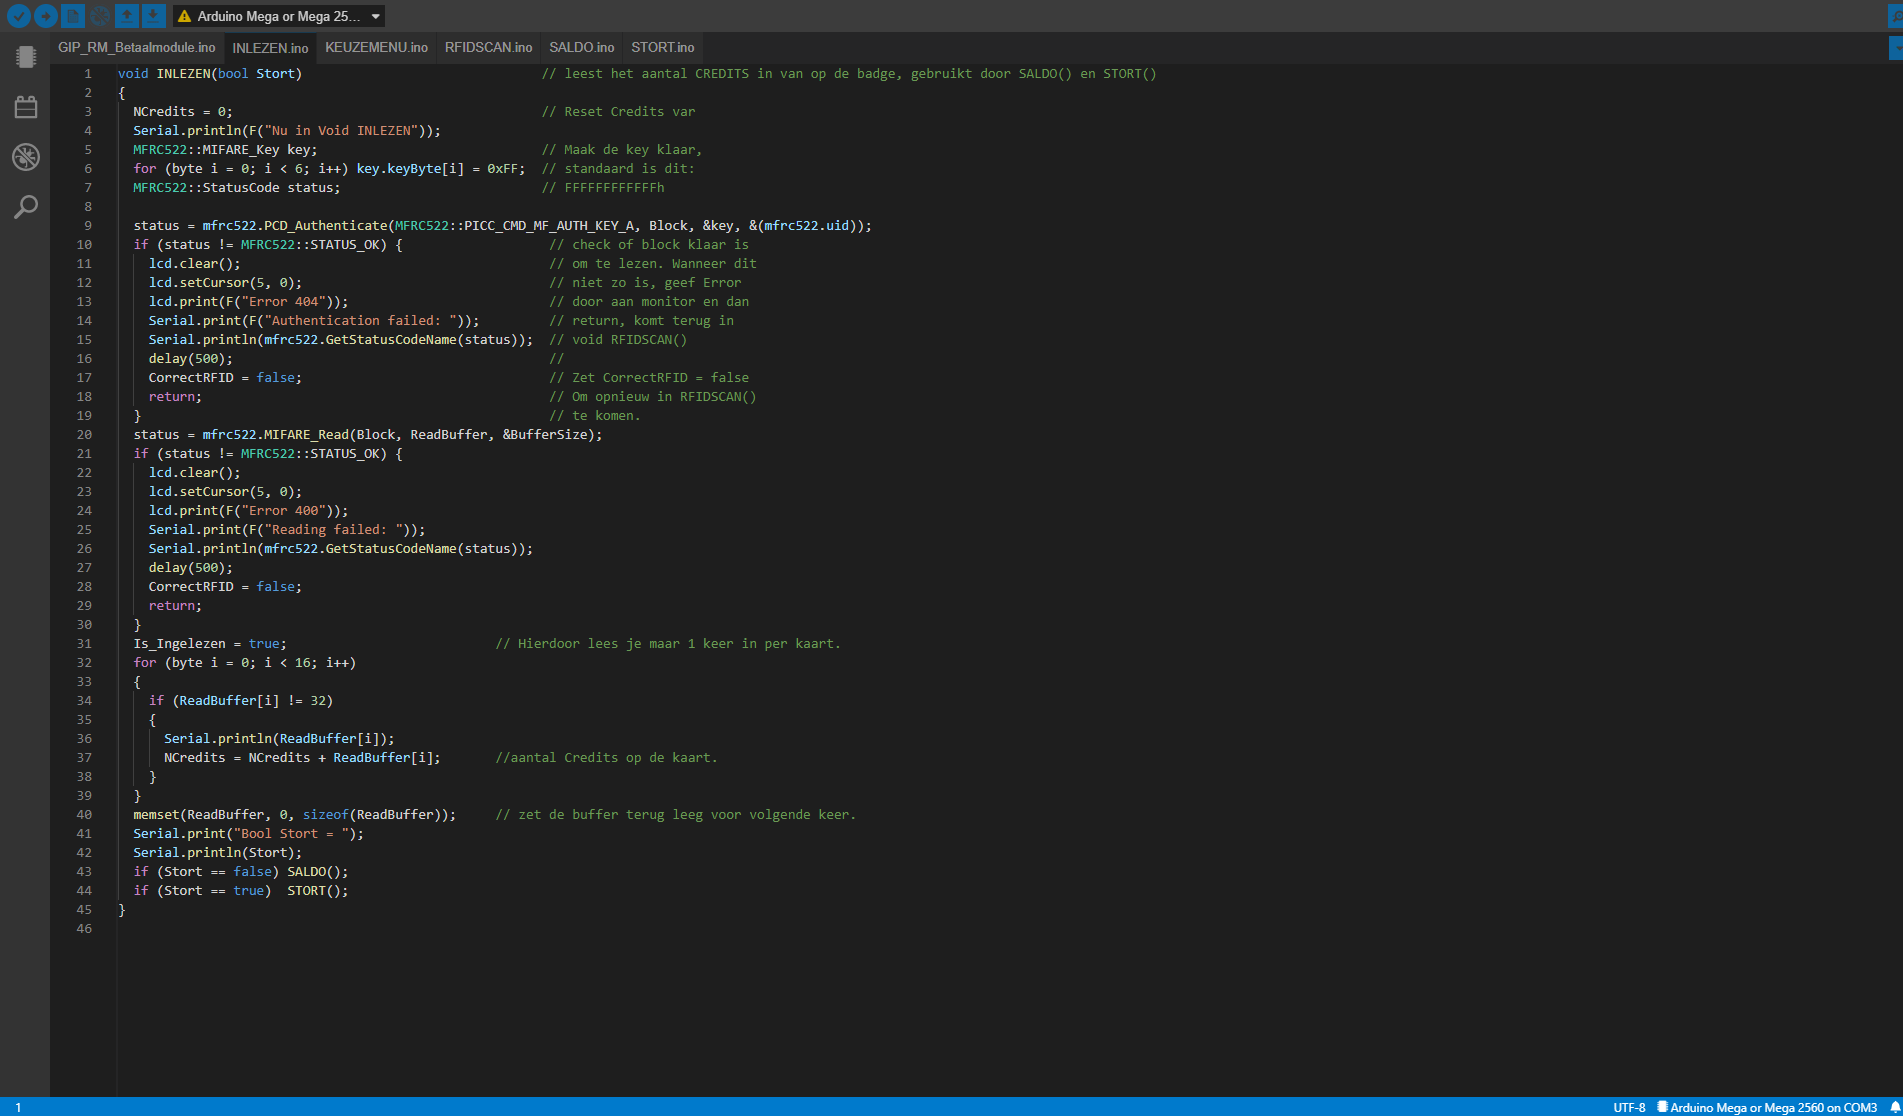 Arduino Mega or Mega 25...
GIP_RM_Betaalmodule.ino INLEZEN.ino KEUZEMENU.ino RFIDSCAN.ino SALDO.ino STORT.ino
1 void INLEZEN(bool Stort) // leest het aantal CREDITS in van op de badge, gebruikt door SALDO() en STORT()
2 {
3 NCredits = 0; // Reset Credits var
4 Serial.println(F("Nu in Void INLEZEN"));
5 MFRC522::MIFARE_Key key; // Maak de key klaar,
6 for (byte i = 0; i < 6; i++) key.keyByte[i] = 0xFF; // standaard is dit:
7 MFRC522::StatusCode status; // FFFFFFFFFFFFh
8
9 status = mfrc522.PCD_Authenticate(MFRC522::PICC_CMD_MF_AUTH_KEY_A, Block, &key, &(mfrc522.uid));
10 if (status != MFRC522::STATUS_OK) { // check of block klaar is
11 lcd.clear(); // om te lezen. Wanneer dit
12 lcd.setCursor(5, 0); // niet zo is, geef Error
13 lcd.print(F("Error 404")); // door aan monitor en dan
14 Serial.print(F("Authentication failed: ")); // return, komt terug in
15 Serial.println(mfrc522.GetStatusCodeName(status)); // void RFIDSCAN()
16 delay(500); //
17 CorrectRFID = false; // Zet CorrectRFID = false
18 return; // Om opnieuw in RFIDSCAN()
19 } // te komen.
20 status = mfrc522.MIFARE_Read(Block, ReadBuffer, &BufferSize);
21 if (status != MFRC522::STATUS_OK) {
22 lcd.clear();
23 lcd.setCursor(5, 0);
24 lcd.print(F("Error 400"));
25 Serial.print(F("Reading failed: "));
26 Serial.println(mfrc522.GetStatusCodeName(status));
27 delay(500);
28 CorrectRFID = false;
29 return;
30 }
31 Is_Ingelezen = true; // Hierdoor lees je maar 1 keer in per kaart.
32 for (byte i = 0; i < 16; i++)
33 {
34 if (ReadBuffer[i] != 32)
35 {
36 Serial.println(ReadBuffer[i]);
37 NCredits = NCredits + ReadBuffer[i]; //aantal Credits op de kaart.
38 }
39 }
40 memset(ReadBuffer, 0, sizeof(ReadBuffer)); // zet de buffer terug leeg voor volgende keer.
41 Serial.print("Bool Stort = ");
42 Serial.println(Stort);
43 if (Stort == false) SALDO();
44 if (Stort == true) STORT();
45 }
46
1 UTF-8 Arduino Mega or Mega 2560 on COM3